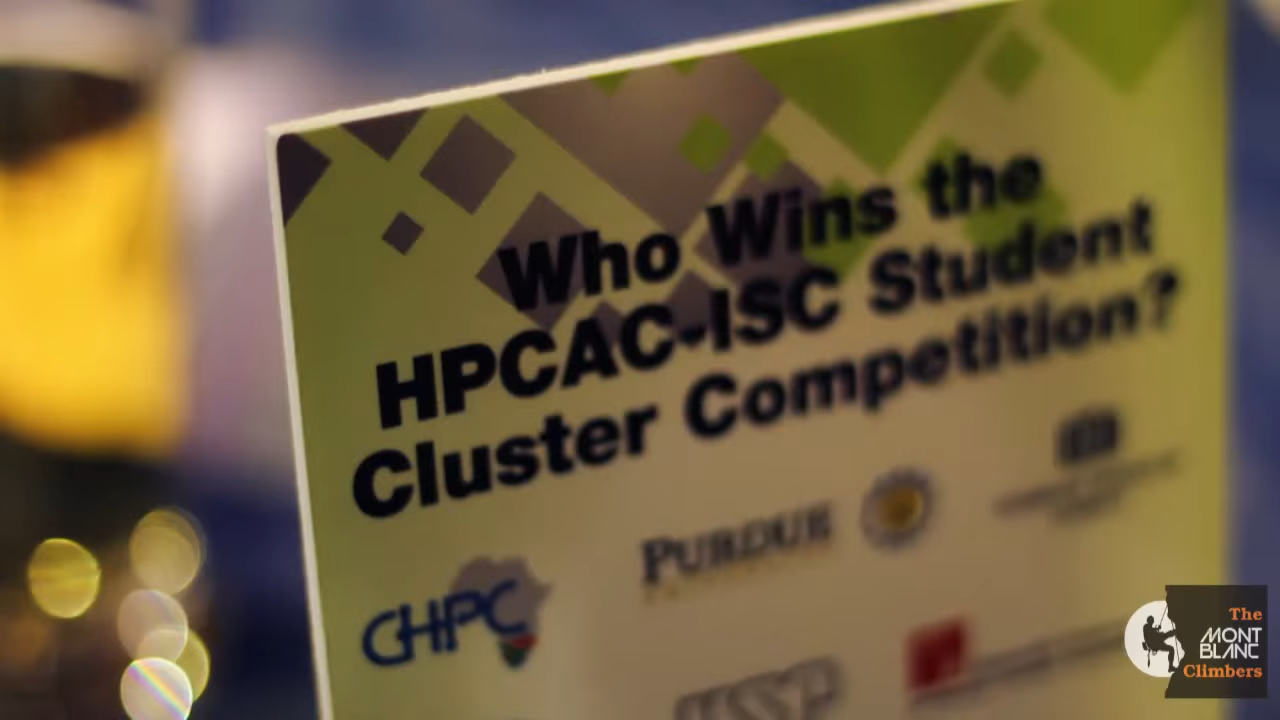 Who Wins the
HPCAC-ISC Student
Cluster Competition?
PURDUE
CHPC
The
MONT
BLANC
Climbers